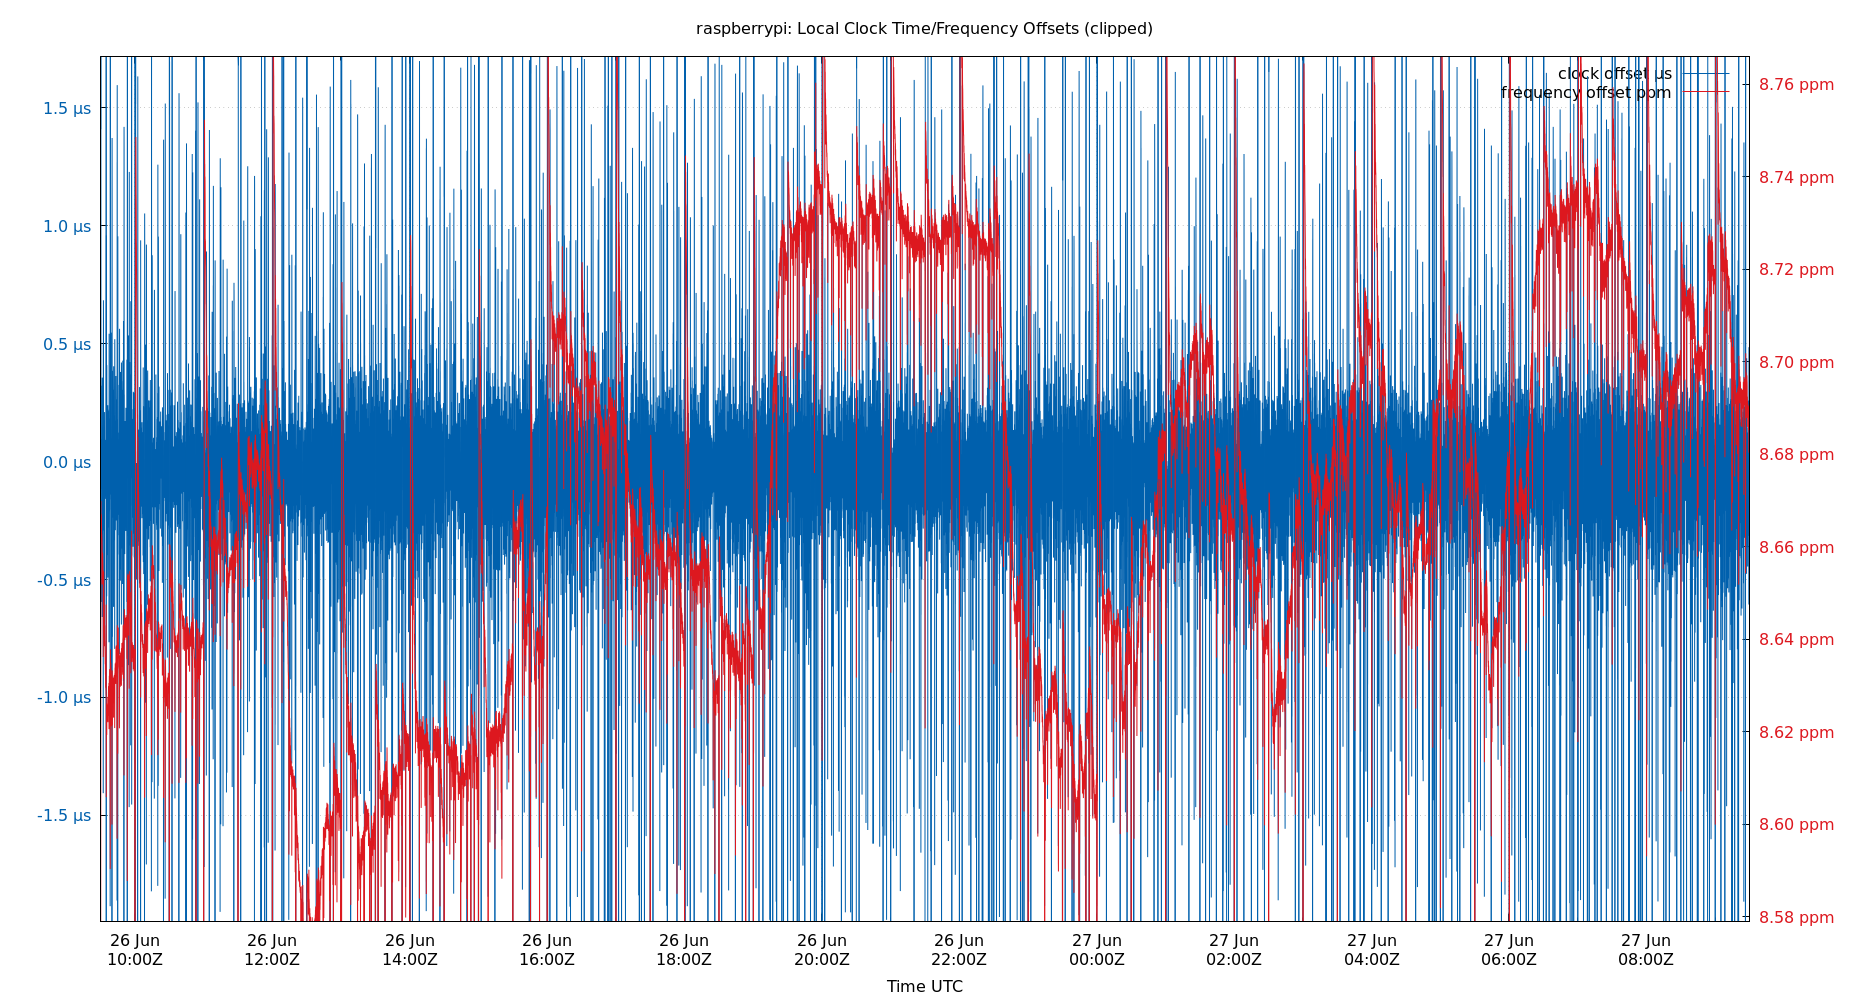 raspberrypi: Local Clock Time/Frequency Offsets (clipped)
clock offset µs
frequency offset ppm
1.5 µs
1.0 µs
0.5 µs
0.0 µs
-0.5 µs
-1.0 µs
-1.5 µs
8.76 ppm
8.74 ppm
8.72 ppm
8.70 ppm
8.68 ppm
8.66 ppm
8.64 ppm
8.62 ppm
8.60 ppm
8.58 ppm
26 Jun 26 Jun 26 Jun 26 Jun 26 Jun 26 Jun 26 Jun 27 Jun 27 Jun 27 Jun 27 Jun 27 Jun
10:00Z 12:00Z 14:00Z 16:00Z 18:00Z 20:00Z 22:00Z 00:00Z 02:00Z 04:00Z 06:00Z 08:00Z
Time UTC